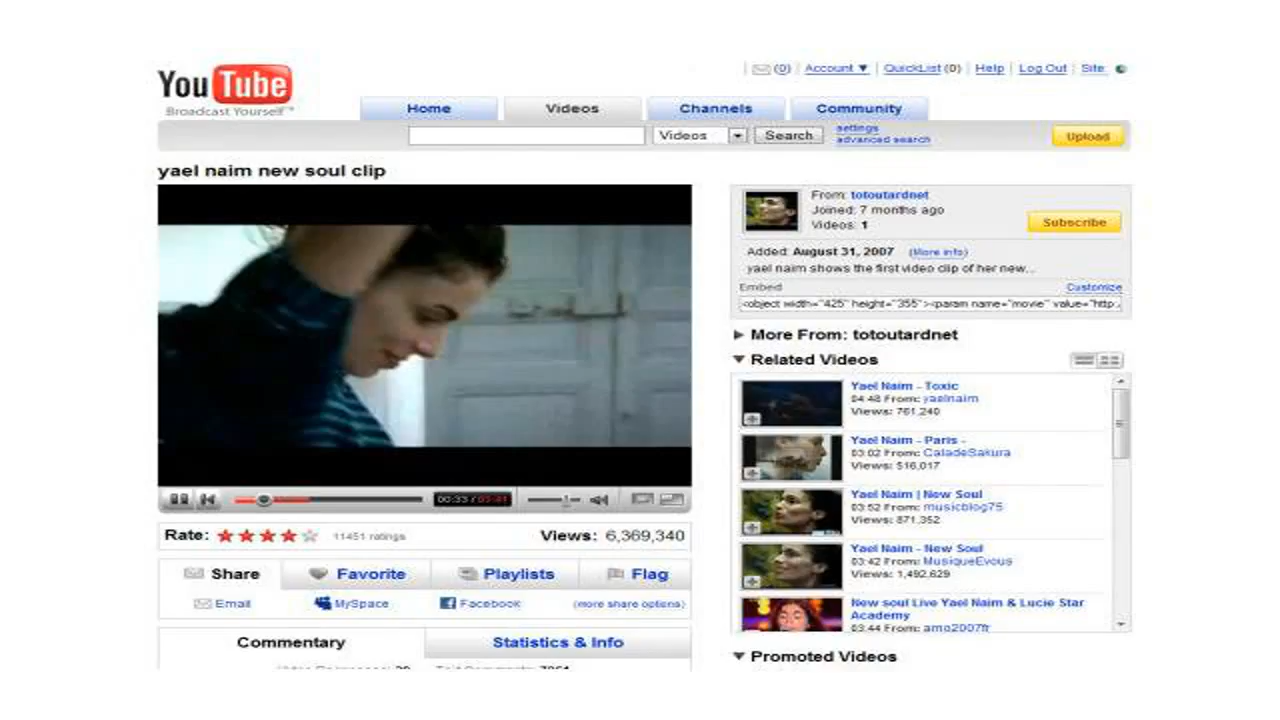 YouTube
Broadcast Yourself™
(0) | Account ▼ | QuickList (0) | Help | Log Out | Site:
Home
Videos
Channels
Community
Videos
Search
settings
advanced search
Upload
yael naim new soul clip
From: totoutardnet
Joined: 7 months ago
Videos: 1
Subscribe
Added: August 31, 2007 (More info)
yael naim shows the first video clip of her new...
Embed
Customize
<object width="425" height="355"><param name="movie" value="http:
More From: totoutardnet
Related Videos
Yael Naim - Toxic
04:48 From: yaelnaim
Views: 761,240
Yael Naim - Paris -
03:02 From: CaladeSakura
Views: 516,017
Yael Naim | New Soul
03:52 From: musicblog75
Views: 871,352
Yael Naim - New Soul
03:42 From: MusiqueEvous
Views: 1,492,629
New soul Live Yael Naim & Lucie Star
Academy
03:44 From: amo2007fr
Promoted Videos
00:33 / 03:41
Rate:
11451 ratings
Views: 6,369,340
Share
Favorite
Playlists
Flag
Email
MySpace
Facebook
(more share options)
Commentary
Statistics & Info